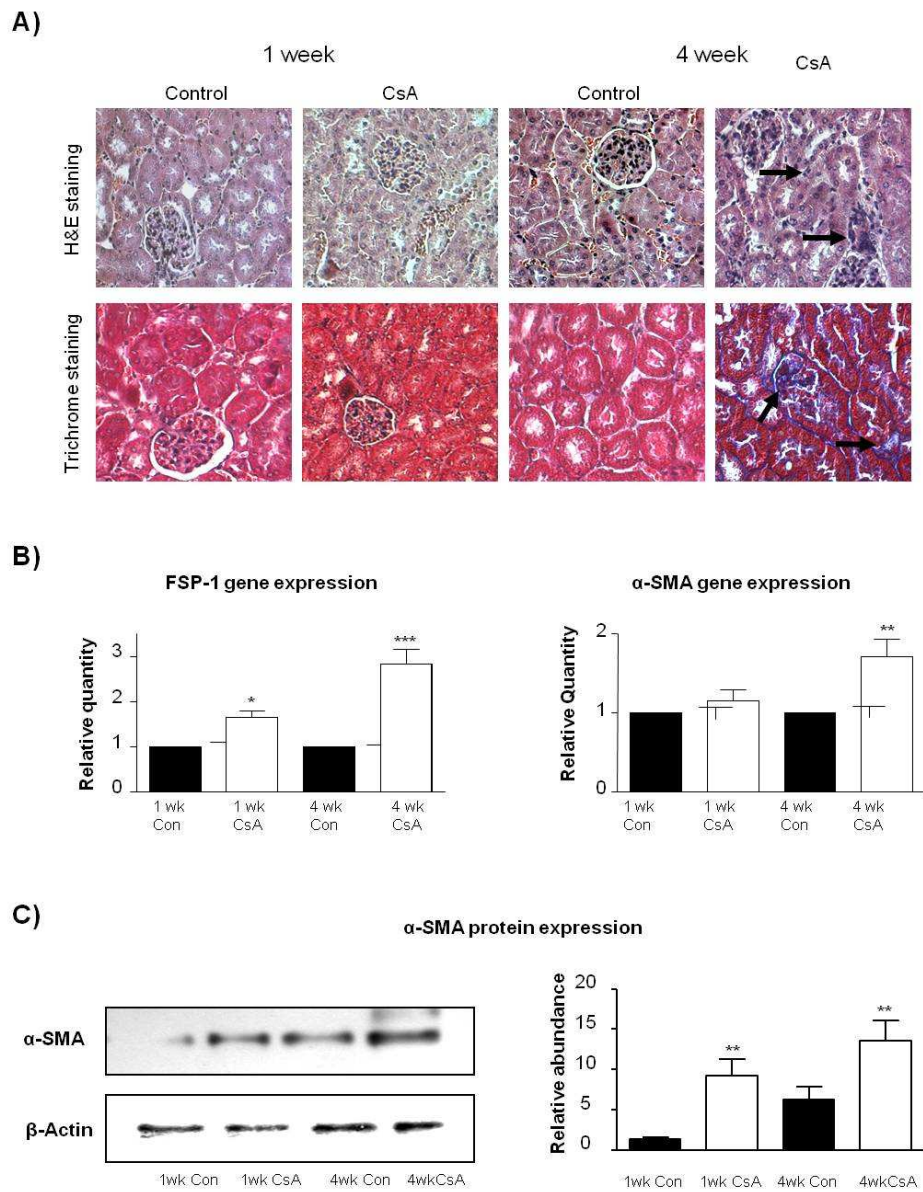 A)
1 week
4 week
CsA
Control
CsA
Control
H&E staining
Trichrome staining
B)
FSP-1 gene expression
Relative quantity
3
2
1
0
*
***
1 wk Con
1 wk CsA
4 wk Con
4 wk CsA
α-SMA gene expression
Relative Quantity
2
1
0
**
1 wk Con
1 wk CsA
4 wk Con
4 wk CsA
C)
α-SMA protein expression
α-SMA
β-Actin
1wk Con
1wk CsA
4wk Con
4wkCsA
Relative abundance
20
15
10
5
0
**
**
1wk Con
1wk CsA
4wk Con
4wkCsA